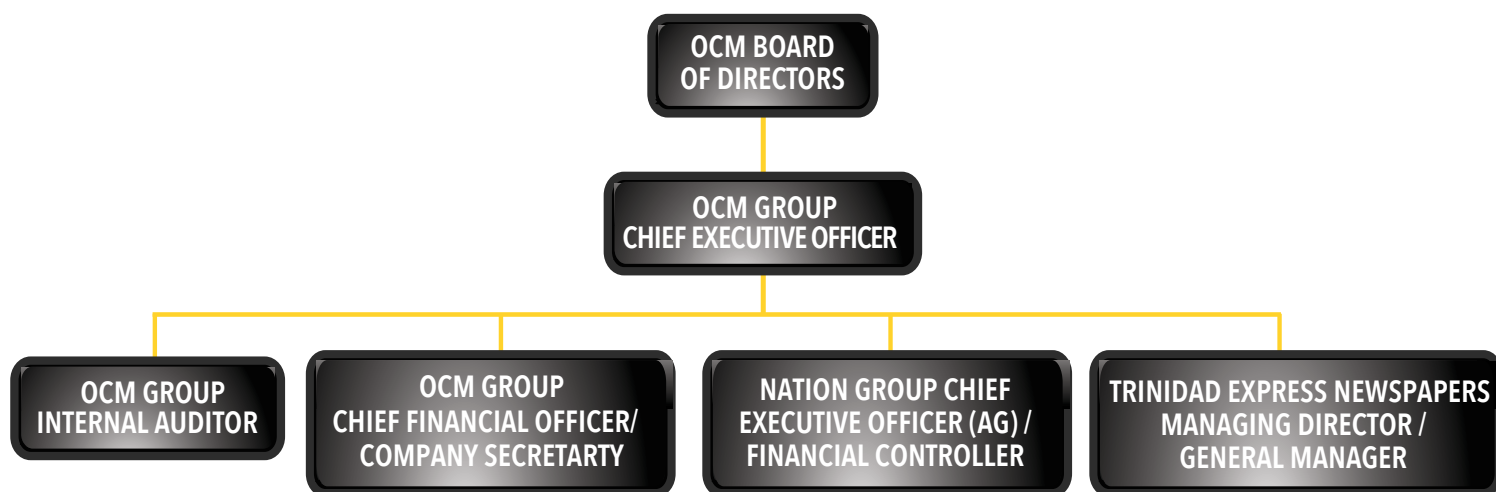 OCM BOARD
OF DIRECTORS
OCM GROUP
CHIEF EXECUTIVE OFFICER
OCM GROUP
INTERNAL AUDITOR
OCM GROUP
CHIEF FINANCIAL OFFICER/
COMPANY SECRETARTY
NATION GROUP CHIEF
EXECUTIVE OFFICER (AG) /
FINANCIAL CONTROLLER
TRINIDAD EXPRESS NEWSPAPERS
MANAGING DIRECTOR /
GENERAL MANAGER